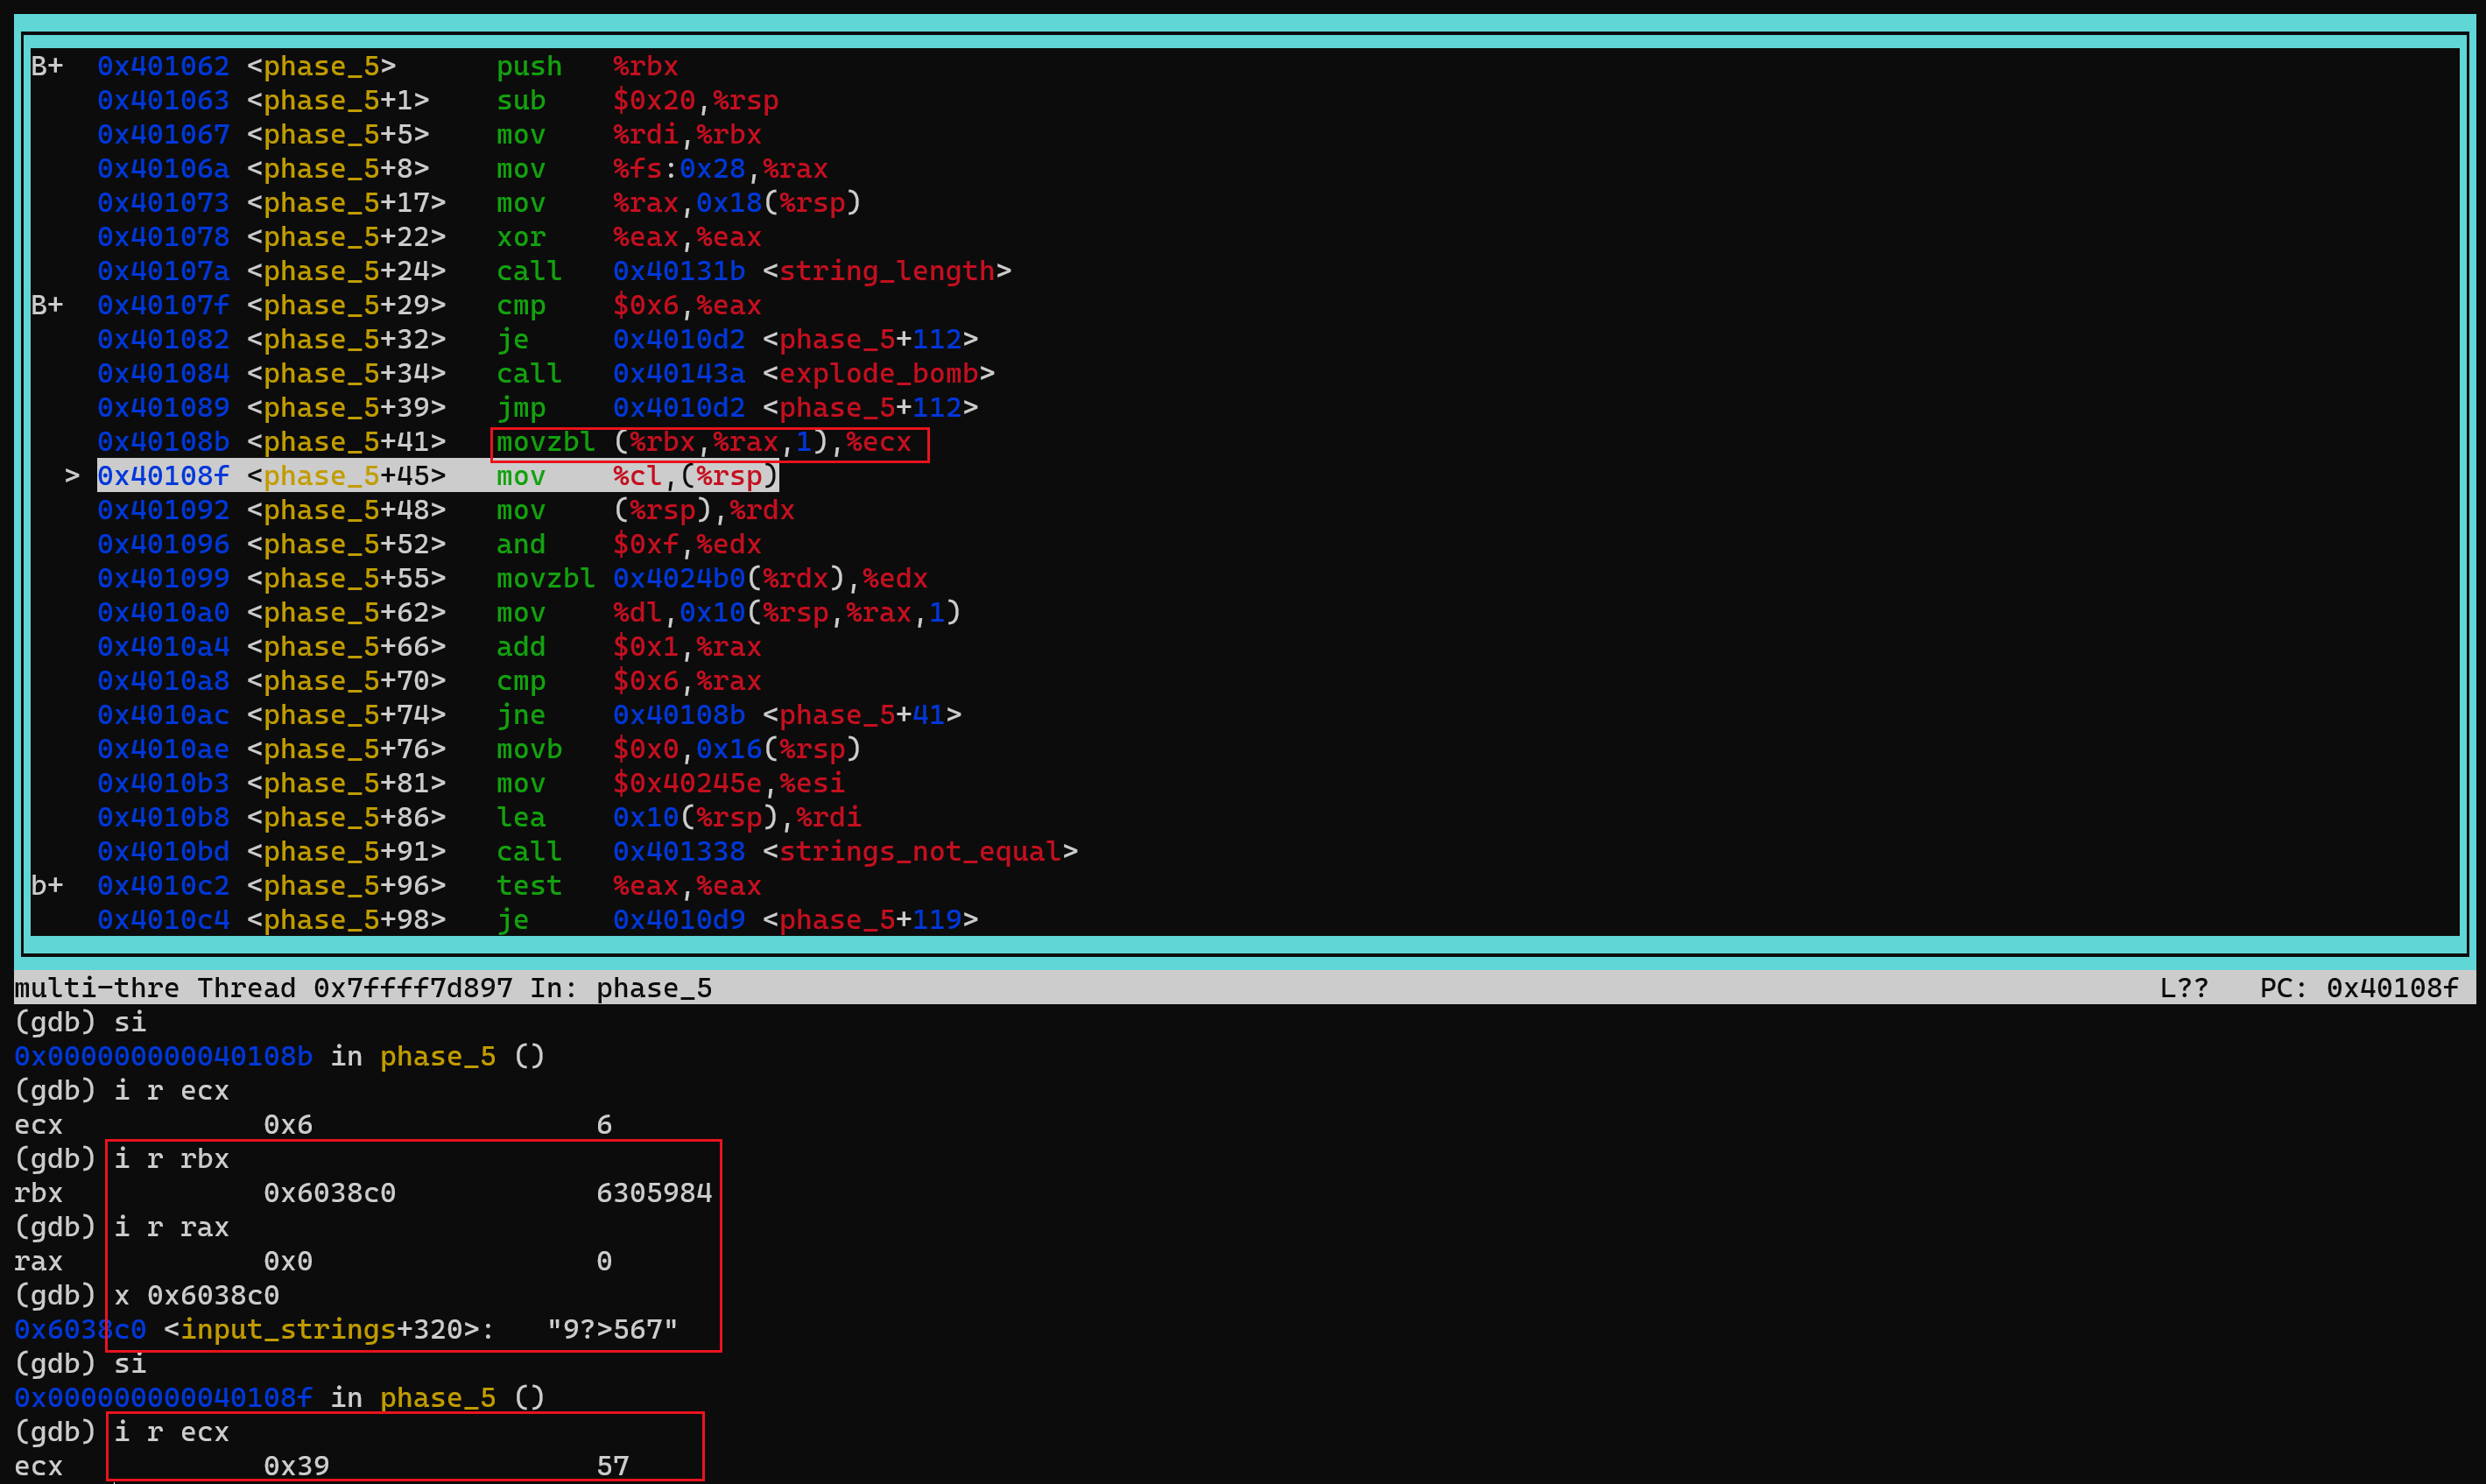 B+  0x401062 <phase_5>      push   %rbx
    0x401063 <phase_5+1>    sub    $0x20,%rsp
    0x401067 <phase_5+5>    mov    %rdi,%rbx
    0x40106a <phase_5+8>    mov    %fs:0x28,%rax
    0x401073 <phase_5+17>   mov    %rax,0x18(%rsp)
    0x401078 <phase_5+22>   xor    %eax,%eax
    0x40107a <phase_5+24>   call   0x40131b <string_length>
B+  0x40107f <phase_5+29>   cmp    $0x6,%eax
    0x401082 <phase_5+32>   je     0x4010d2 <phase_5+112>
    0x401084 <phase_5+34>   call   0x40143a <explode_bomb>
    0x401089 <phase_5+39>   jmp    0x4010d2 <phase_5+112>
    0x40108b <phase_5+41>   movzbl (%rbx,%rax,1),%ecx
  > 0x40108f <phase_5+45>   mov    %cl,(%rsp)
    0x401092 <phase_5+48>   mov    (%rsp),%rdx
    0x401096 <phase_5+52>   and    $0xf,%edx
    0x401099 <phase_5+55>   movzbl 0x4024b0(%rdx),%edx
    0x4010a0 <phase_5+62>   mov    %dl,0x10(%rsp,%rax,1)
    0x4010a4 <phase_5+66>   add    $0x1,%rax
    0x4010a8 <phase_5+70>   cmp    $0x6,%rax
    0x4010ac <phase_5+74>   jne    0x40108b <phase_5+41>
    0x4010ae <phase_5+76>   movb   $0x0,0x16(%rsp)
    0x4010b3 <phase_5+81>   mov    $0x40245e,%esi
    0x4010b8 <phase_5+86>   lea    0x10(%rsp),%rdi
    0x4010bd <phase_5+91>   call   0x401338 <strings_not_equal>
b+  0x4010c2 <phase_5+96>   test   %eax,%eax
    0x4010c4 <phase_5+98>   je     0x4010d9 <phase_5+119>
multi-thre Thread 0x7ffff7d897 In: phase_5    L??   PC: 0x40108f
(gdb) si
0x000000000040108b in phase_5 ()
(gdb) i r ecx
ecx            0x6                 6
(gdb) i r rbx
rbx            0x6038c0            6305984
(gdb) i r rax
rax            0x0                 0
(gdb) x 0x6038c0
0x6038c0 <input_strings+320>:   "9?>567"
(gdb) si
0x000000000040108f in phase_5 ()
(gdb) i r ecx
ecx            0x39                57